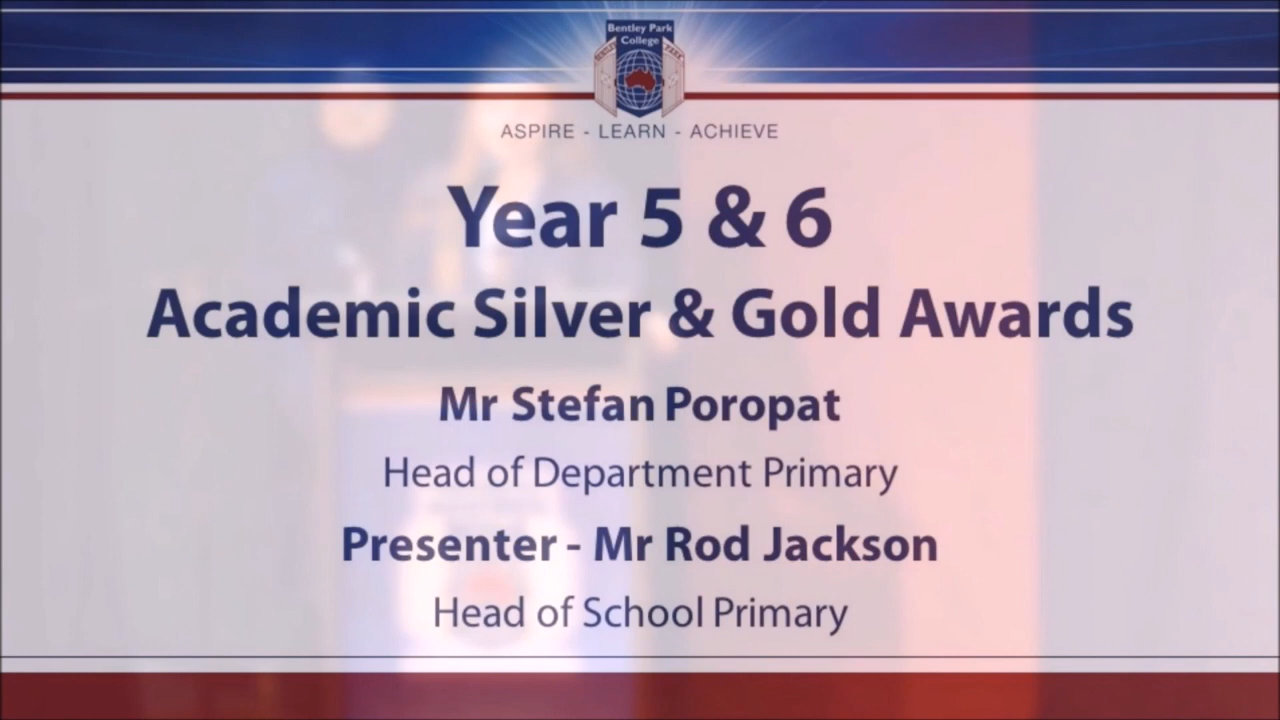 Bentley Park
College
ASPIRE - LEARN - ACHIEVE
Year 5 & 6
Academic Silver & Gold Awards
Mr Stefan Poropat
Head of Department Primary
Presenter - Mr Rod Jackson
Head of School Primary